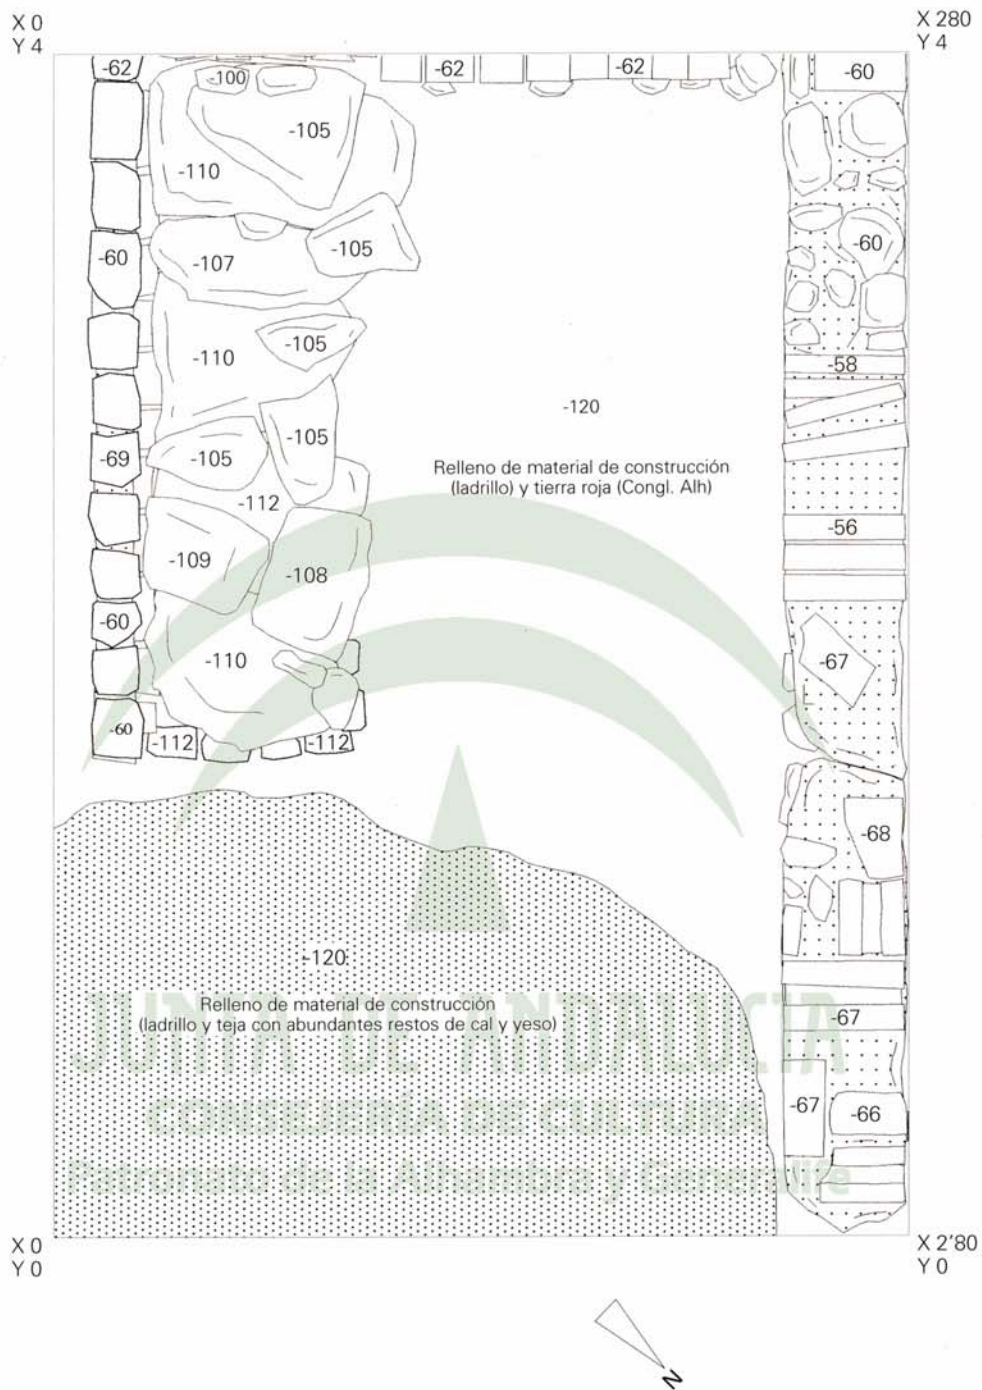 X 0
Y 4
X 280
Y 4
-62
-100
-62
-62
-60
-105
-110
-60
-107
-105
-60
-110
-105
-58
-120
-105
-69
-105
Relleno de material de construcción
(ladrillo) y tierra roja (Congl. Alh)
-112
-56
-109
-108
-60
-110
-67
-60
-112
-112
-68
-120
Relleno de material de construcción
(ladrillo y teja con abundantes restos de cal y yeso)
-67
JUNTA DE ANDALUCIA
CONSEJERÍA DE CULTURA
-67
-66
Patronato de la Alhambra y Generalife
X 0
Y 0
X 2'80
Y 0
N